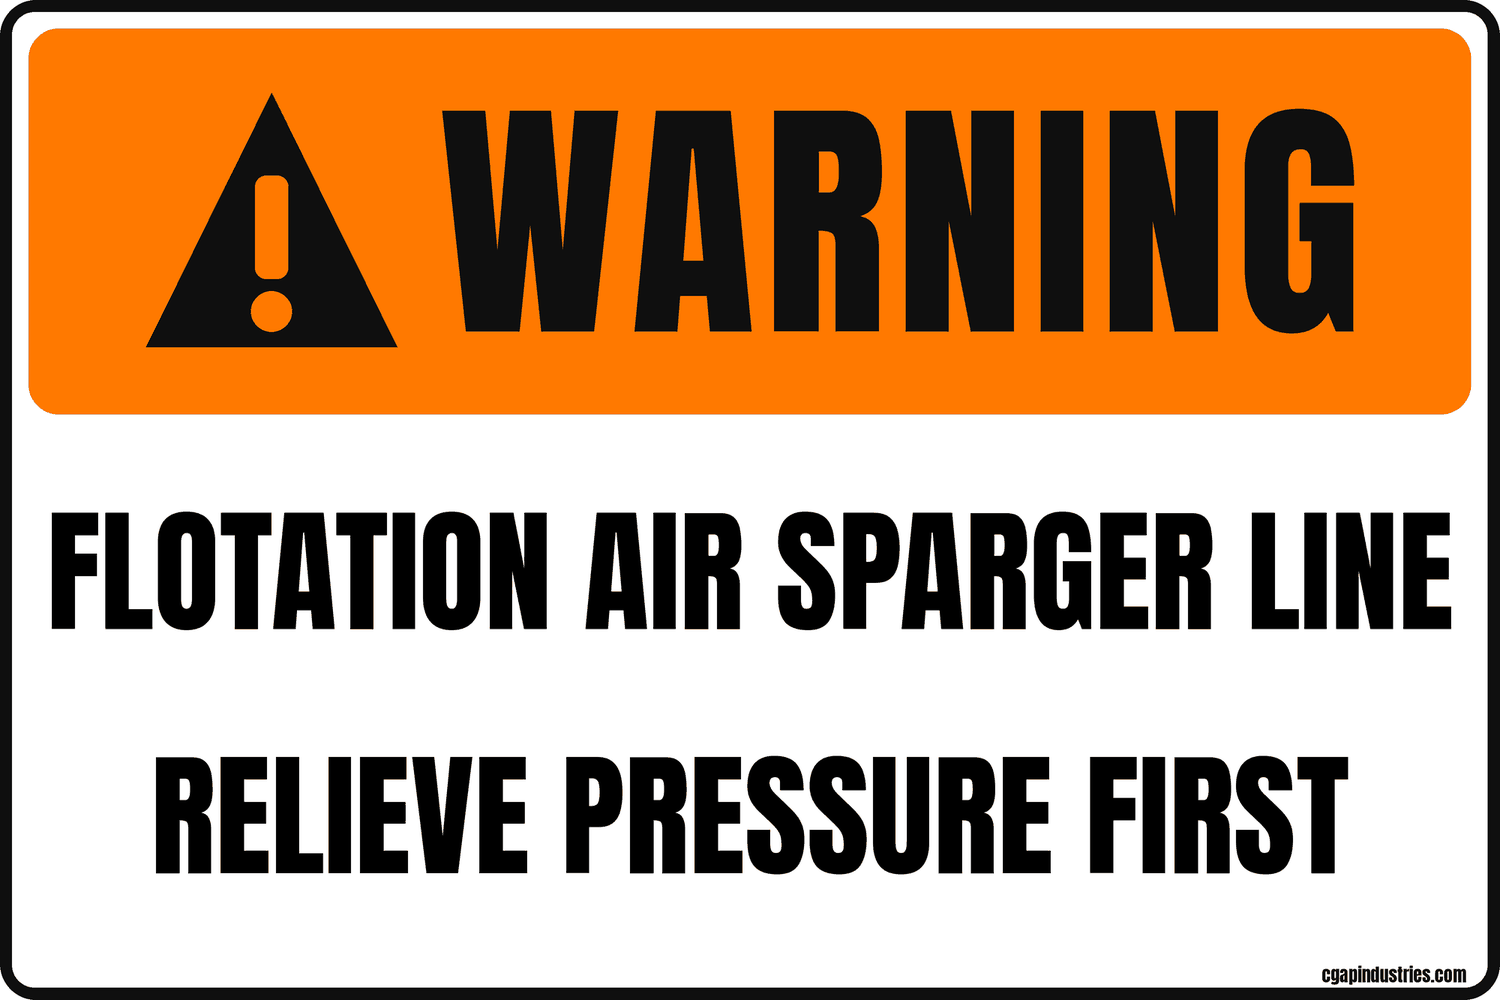 WARNING
FLOTATION AIR SPARGER LINE
RELIEVE PRESSURE FIRST
cgapindustries.com